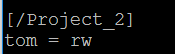 [/Project_2]
tom = rw